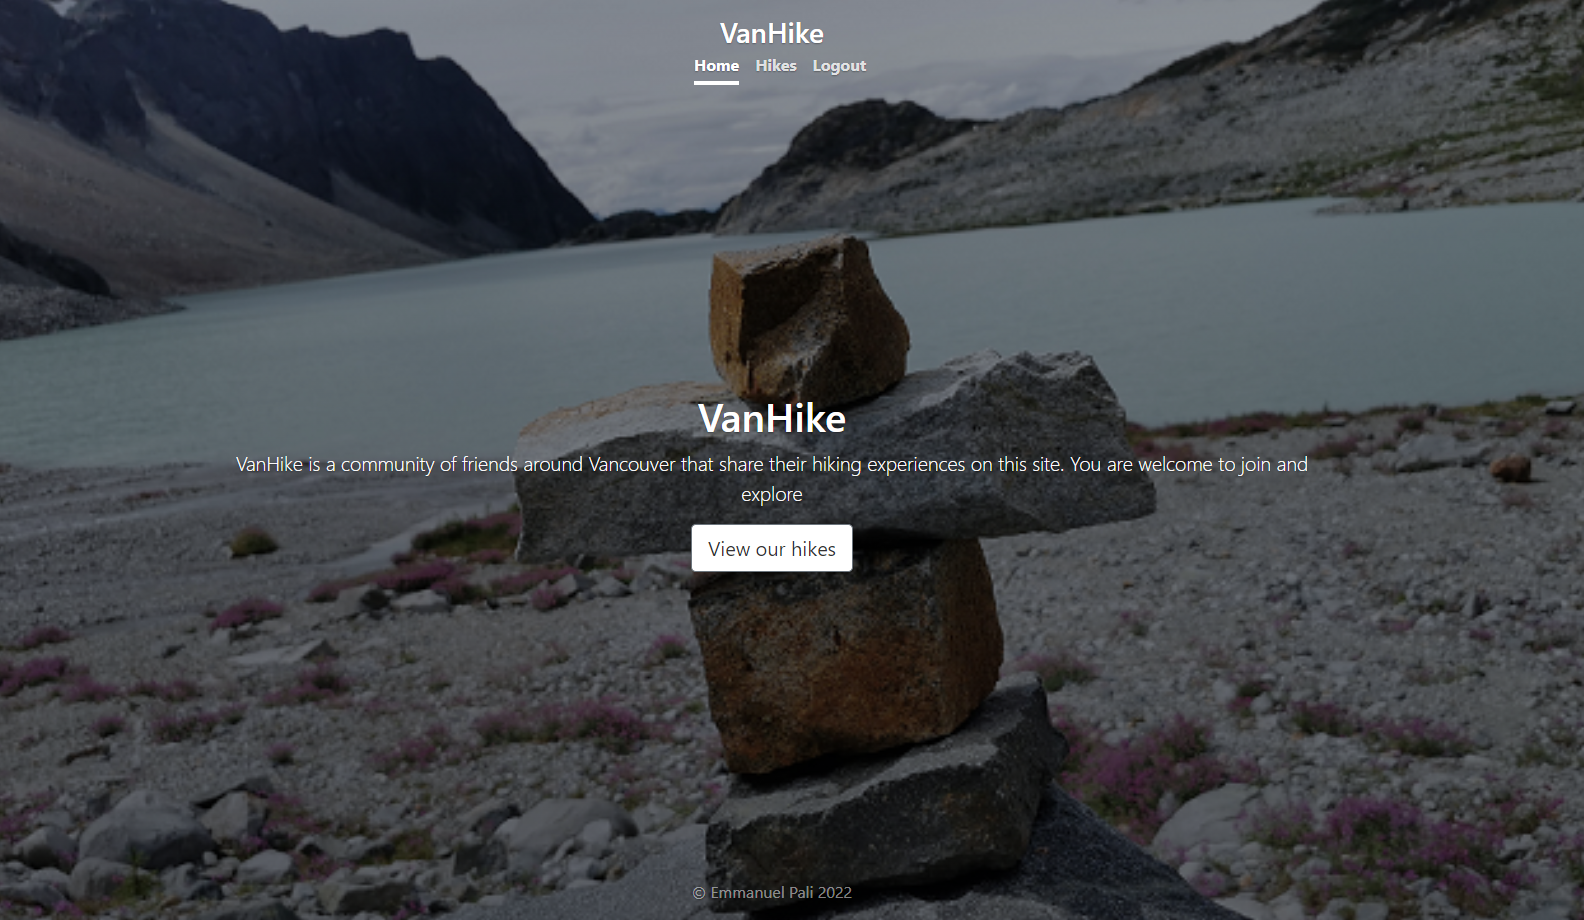 VanHike
Home Hikes Logout
VanHike
VanHike is a community of friends around Vancouver that share their hiking experiences on this site. You are welcome to join and
explore
View our hikes
© Emmanuel Pali 2022